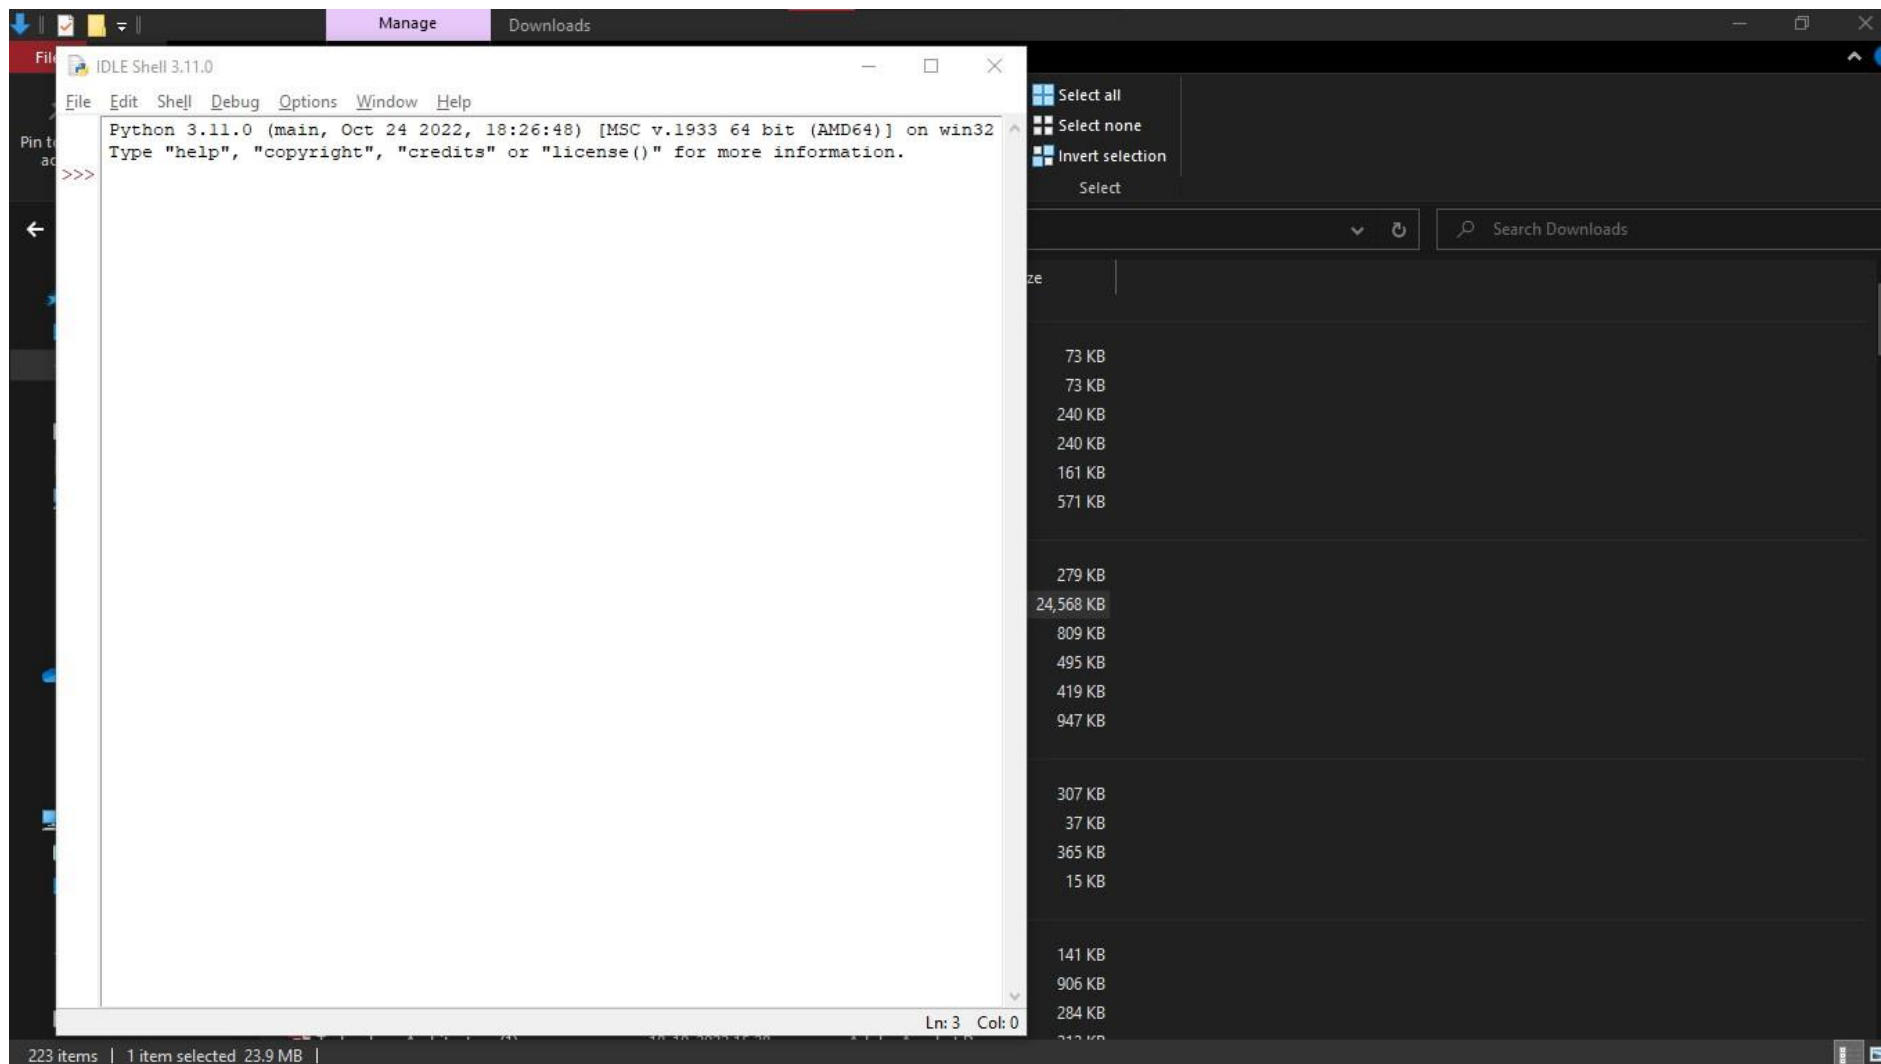 Manage Downloads
File
IDLE Shell 3.11.0
File Edit Shell Debug Options Window Help
Python 3.11.0 (main, Oct 24 2022, 18:26:48) [MSC v.1933 64 bit (AMD64)] on win32
Type "help", "copyright", "credits" or "license()" for more information.
>>>
Ln: 3 Col: 0
Pin
Select all
Select none
Invert selection
Select
Search Downloads
73 KB
73 KB
240 KB
240 KB
161 KB
571 KB
279 KB
24,568 KB
809 KB
495 KB
419 KB
947 KB
307 KB
37 KB
365 KB
15 KB
141 KB
906 KB
284 KB
223 items | 1 item selected 23.9 MB |